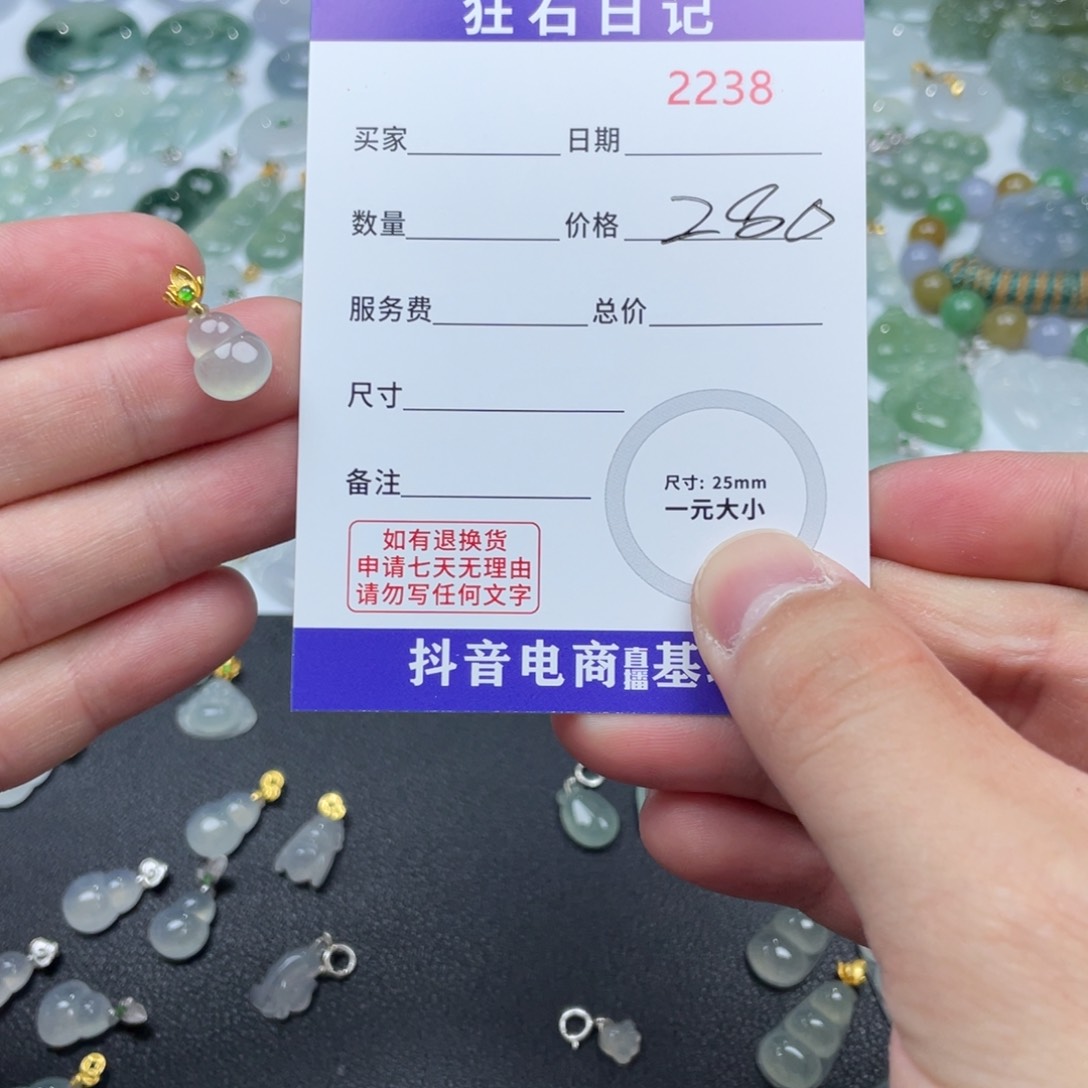 狂石日记
2238
买家 日期
数量 价格 280
服务费 总价
尺寸
备注
尺寸: 25mm
一元大小
如有退换货
申请七天无理由
请勿写任何文字
抖音电商直播基